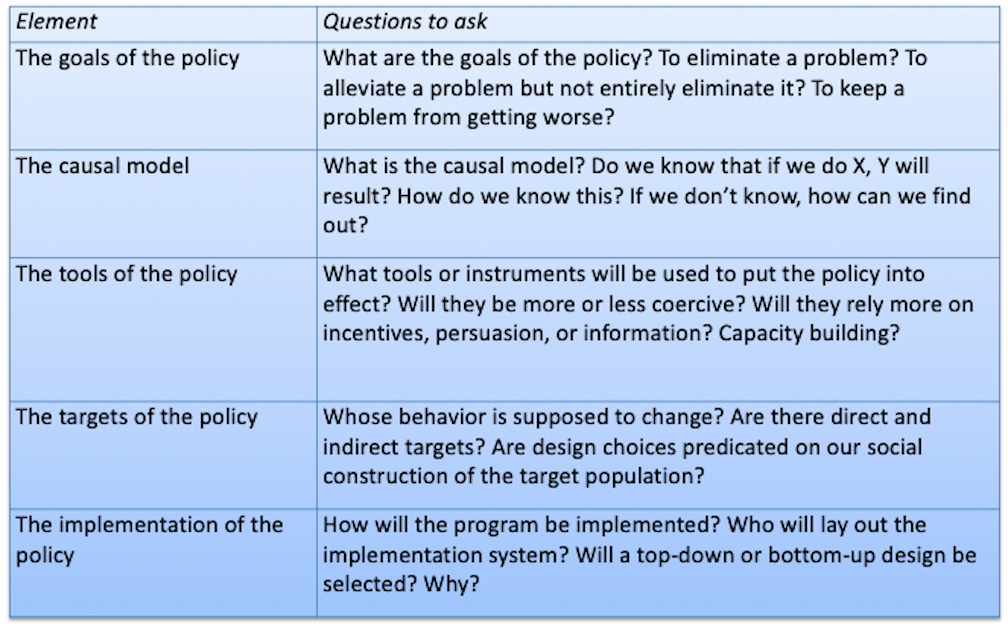 Element
Questions to ask
The goals of the policy
What are the goals of the policy? To eliminate a problem? To
alleviate a problem but not entirely eliminate it? To keep a
problem from getting worse?
The causal model
What is the causal model? Do we know that if we do X, Y will
result? How do we know this? If we don’t know, how can we find
out?
The tools of the policy
What tools or instruments will be used to put the policy into
effect? Will they be more or less coercive? Will they rely more on
incentives, persuasion, or information? Capacity building?
The targets of the policy
Whose behavior is supposed to change? Are there direct and
indirect targets? Are design choices predicated on our social
construction of the target population?
The implementation of the
policy
How will the program be implemented? Who will lay out the
implementation system? Will a top-down or bottom-up design be
selected? Why?